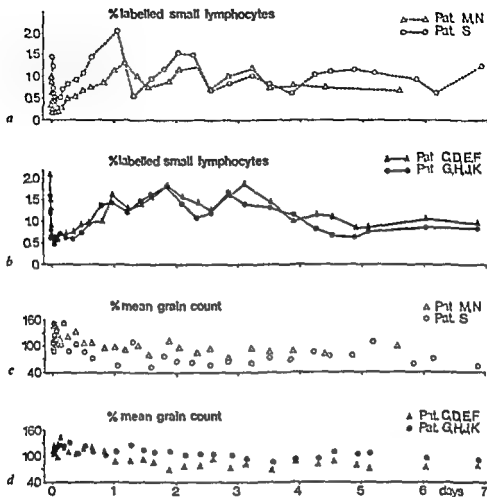 % labelled small lymphocytes
Pat. M,N
Pat. S
2.0
1.5
1.0
0.5
a
% labelled small lymphocytes
Pat. C,D,E,F
Pat. G,H,I,K
2.0
1.5
1.0
0.5
b
% mean grain count
Pat. M,N
Pat. S
160
100
40
c
% mean grain count
Pat. C,D,E,F
Pat. G,H,I,K
160
100
40
d
0 1 2 3 4 5 days 6 7